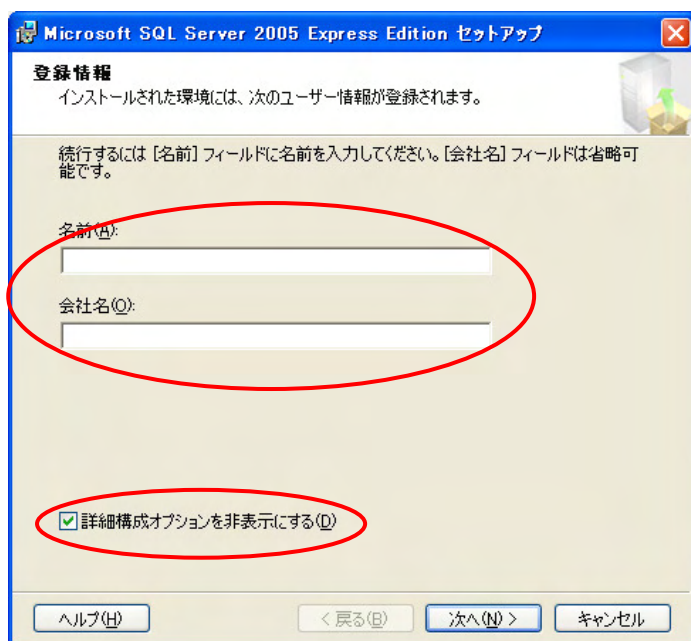 Microsoft SQL Server 2005 Express Edition セットアップ
登録情報
インストールされた環境には、次のユーザー情報が登録されます。
続行するには [名前] フィールドに名前を入力してください。[会社名] フィールドは省略可
能です。
名前(A):
会社名(O):
詳細構成オプションを非表示にする(D)
ヘルプ(H)
< 戻る(B)
次へ(N) >
キャンセル